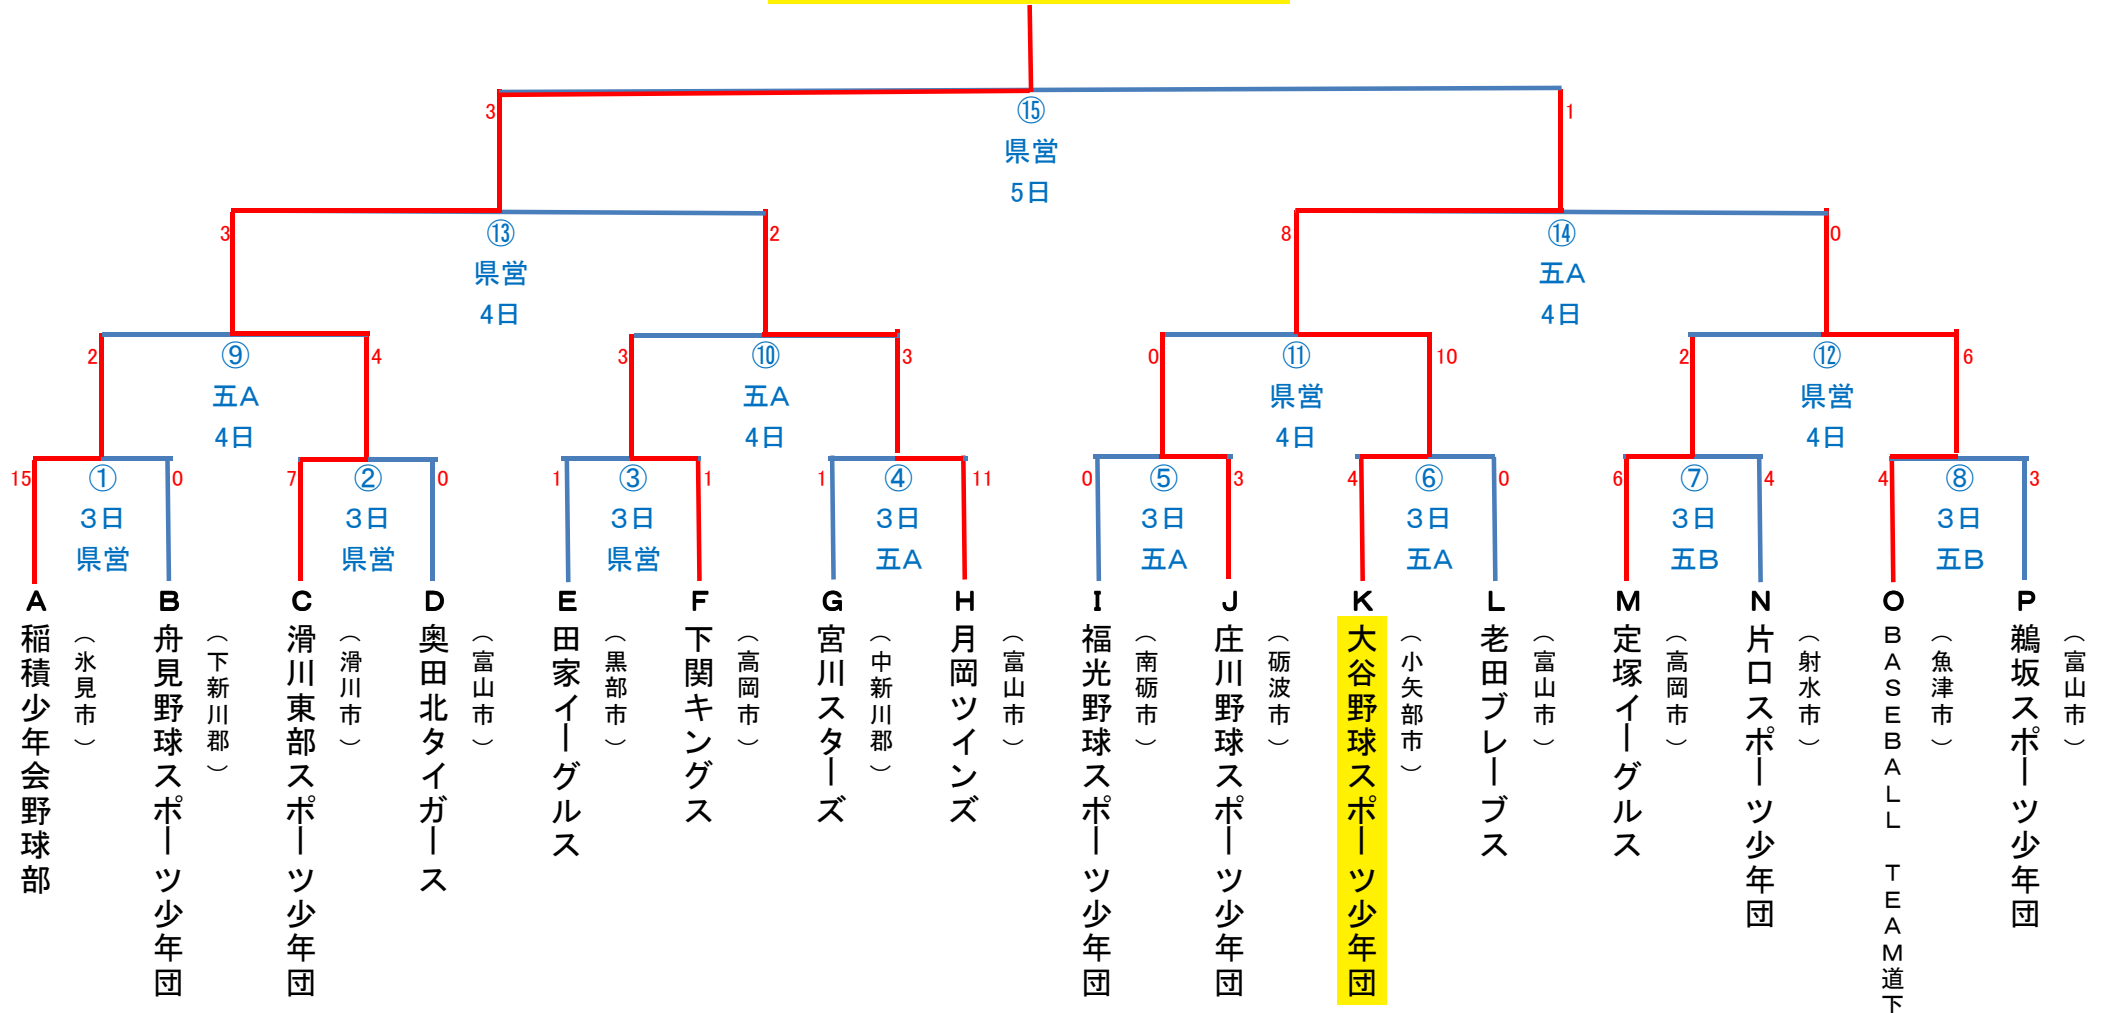 3
⑮
1
県営
5日
3
⑬
2
8
⑭
0
県営
五A
4日
4日
2
⑨
4
3
⑩
3
0
⑪
10
2
⑫
6
五A
五A
県営
県営
4日
4日
4日
4日
15
①
0
7
②
0
1
③
1
1
④
11
0
⑤
3
4
⑥
0
6
⑦
4
4
⑧
3
3日
3日
3日
3日
3日
3日
3日
3日
県営
県営
県営
五A
五A
五A
五B
五B
A
稲積少年会野球部
（氷見市）
B
舟見野球スポーツ少年団
（下新川郡）
C
滑川東部スポーツ少年団
（滑川市）
D
奥田北タイガース
（富山市）
E
田家イーグルス
（黒部市）
F
下関キングス
（高岡市）
G
宮川スターズ
（中新川郡）
H
月岡ツインズ
（富山市）
I
福光野球スポーツ少年団
（南砺市）
J
庄川野球スポーツ少年団
（砺波市）
K
大谷野球スポーツ少年団
（小矢部市）
L
老田ブレーブス
（富山市）
M
定塚イーグルス
（高岡市）
N
片口スポーツ少年団
（射水市）
O
BASEBALL TEAM道下
（魚津市）
P
鵜坂スポーツ少年団
（富山市）